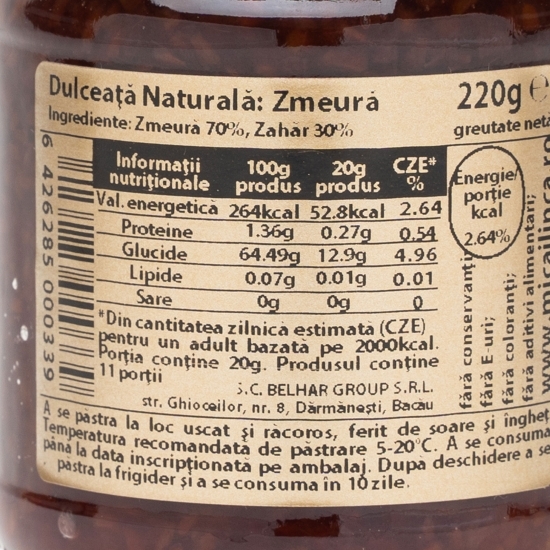 Dulceață Naturală: Zmeură
220g e
Ingrediente: Zmeură 70%, Zahăr 30%
greutate netă
Informații nutriționale 100g produs 20g produs CZE* %
Val. energetică 264kcal 52.8kcal 2.64
Proteine 1.36g 0.27g 0.54
Glucide 64.49g 12.9g 4.96
Lipide 0.07g 0.01g 0.01
Sare 0g 0g 0
*Din cantitatea zilnică estimată (CZE)
pentru un adult bazată pe 2000kcal.
Porția conține 20g. Produsul conține
11 porții
S.C. BELHAR GROUP S.R.L.
str. Ghioceilor, nr. 8, Dărmănești, Bacău
Energie/
porție
kcal
2.64%
fără conservanți;
fără E-uri;
fără coloranți;
fără aditivi alimentari;
www.micailinca.ro
6 426285 000339
A se păstra la loc uscat și răcoros, ferit de soare și îngheț
Temperatura recomandată de păstrare 5-20°C. A se consuma
până la data inscripționată pe ambalaj. După deschidere a se
păstra la frigider și a se consuma în 10 zile.